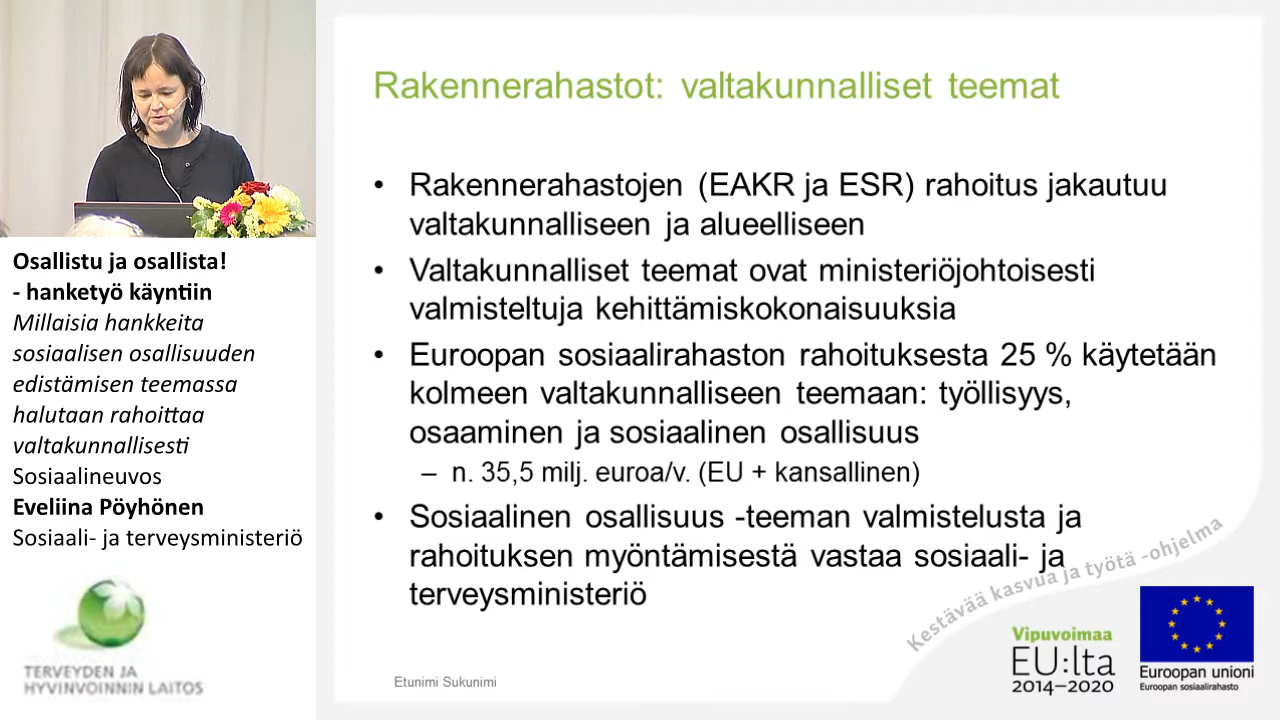 Osallistu ja osallista!
- hanketyö käyntiin
Millaisia hankkeita
sosiaalisen osallisuuden
edistämisen teemassa
halutaan rahoittaa
valtakunnallisesti
Sosiaalineuvos
Eveliina Pöyhönen
Sosiaali- ja terveysministeriö
TERVEYDEN JA
HYVINVOINNIN LAITOS
Rakennerahastot: valtakunnalliset teemat
• Rakennerahastojen (EAKR ja ESR) rahoitus jakautuu
valtakunnalliseen ja alueelliseen
• Valtakunnalliset teemat ovat ministeriöjohtoisesti
valmisteltuja kehittämiskokonaisuuksia
• Euroopan sosiaalirahaston rahoituksesta 25 % käytetään
kolmeen valtakunnalliseen teemaan: työllisyys,
osaaminen ja sosiaalinen osallisuus
– n. 35,5 milj. euroa/v. (EU + kansallinen)
• Sosiaalinen osallisuus -teeman valmistelusta ja
rahoituksen myöntämisestä vastaa sosiaali- ja
terveysministeriö
Kestävää kasvua ja työtä -ohjelma
Etunimi Sukunimi
Vipuvoimaa
EU:lta
2014–2020
Euroopan unioni
Euroopan sosiaalirahasto